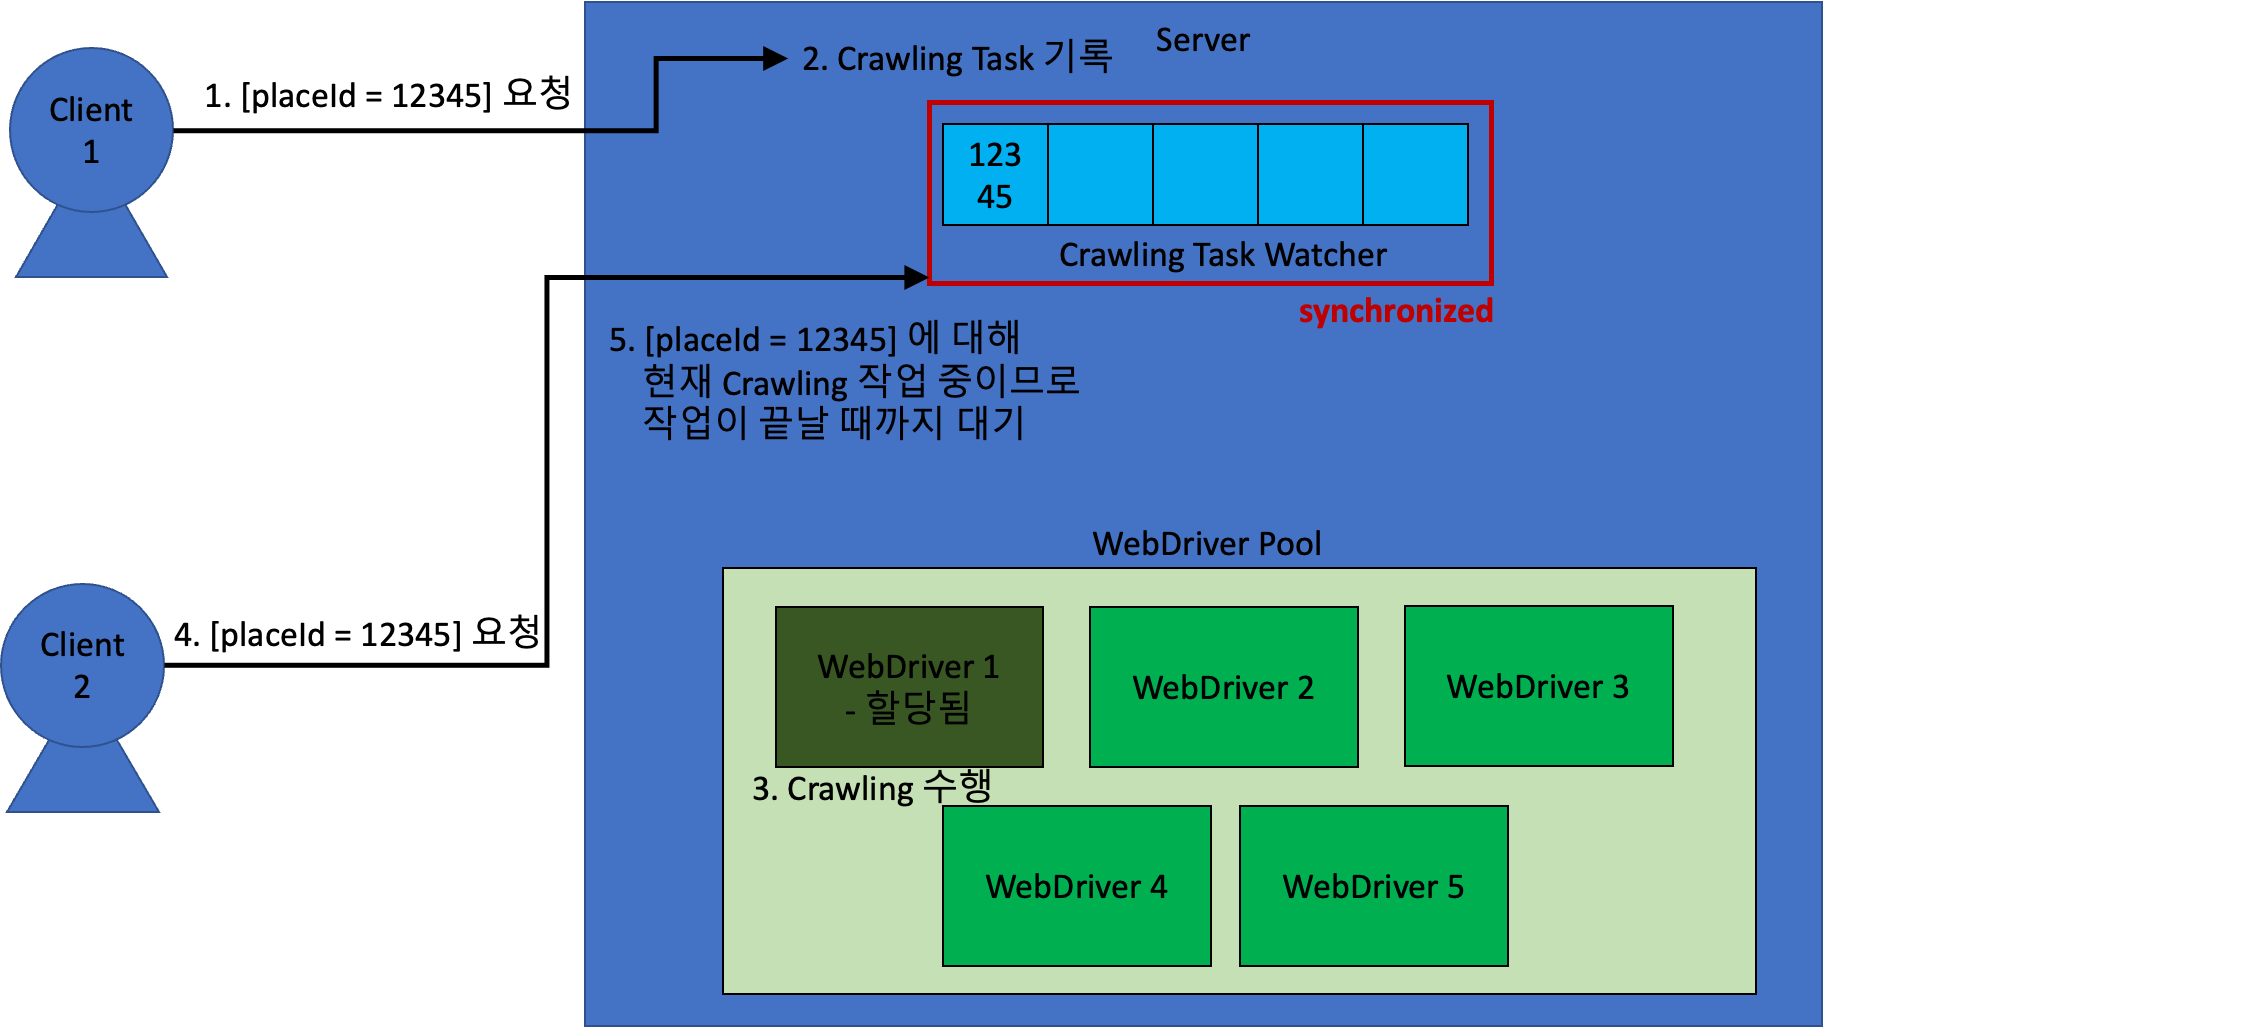 Server
Client
1
1. [placeId = 12345] 요청
2. Crawling Task 기록
123
45
Crawling Task Watcher
synchronized
5. [placeId = 12345] 에 대해
현재 Crawling 작업 중이므로
작업이 끝날 때까지 대기
Client
2
4. [placeId = 12345] 요청
WebDriver Pool
WebDriver 1
- 할당됨
WebDriver 2
WebDriver 3
3. Crawling 수행
WebDriver 4
WebDriver 5